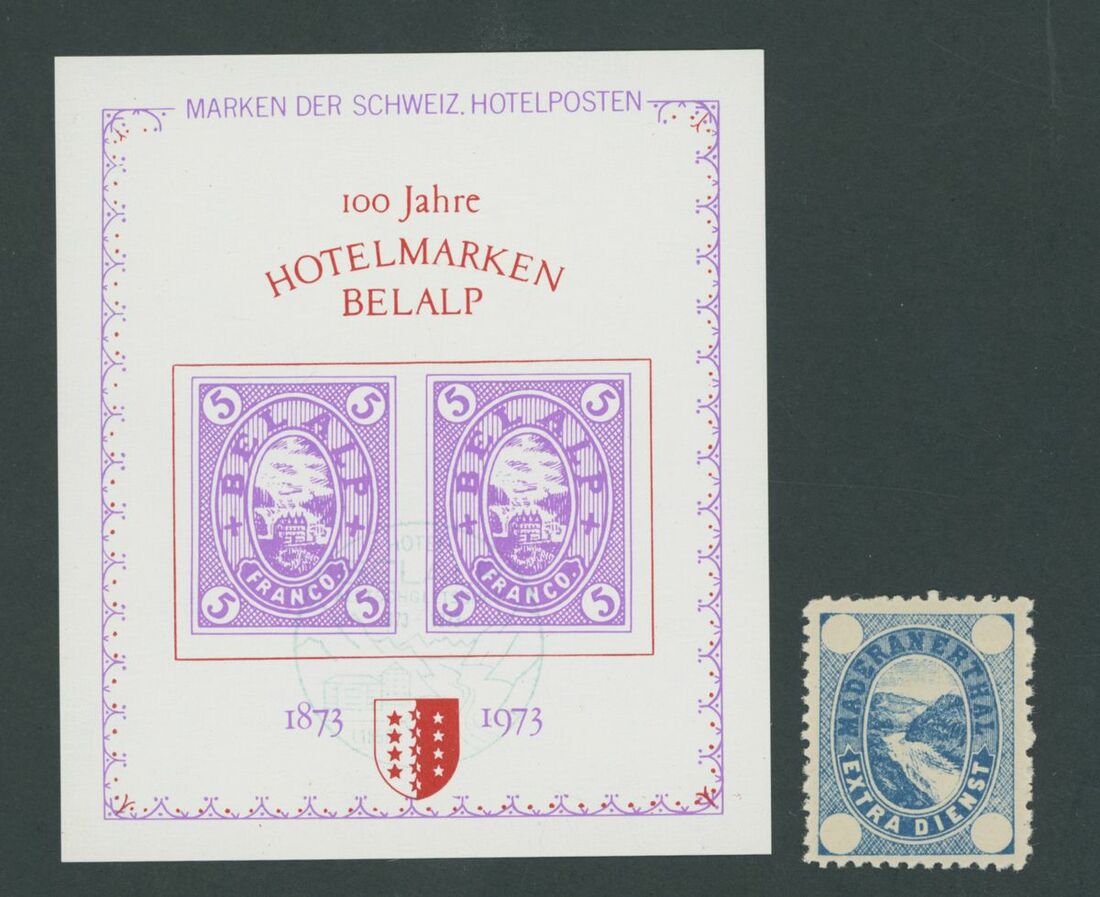 MARKEN DER SCHWEIZ. HOTELPOSTEN
100 Jahre
HOTELMARKEN
BELALP
5 5
BELALP
FRANCO.
5 5
5 5
BELALP
FRANCO.
5 5
1873 1973
MADERANERTHAL
EXTRA DIENST